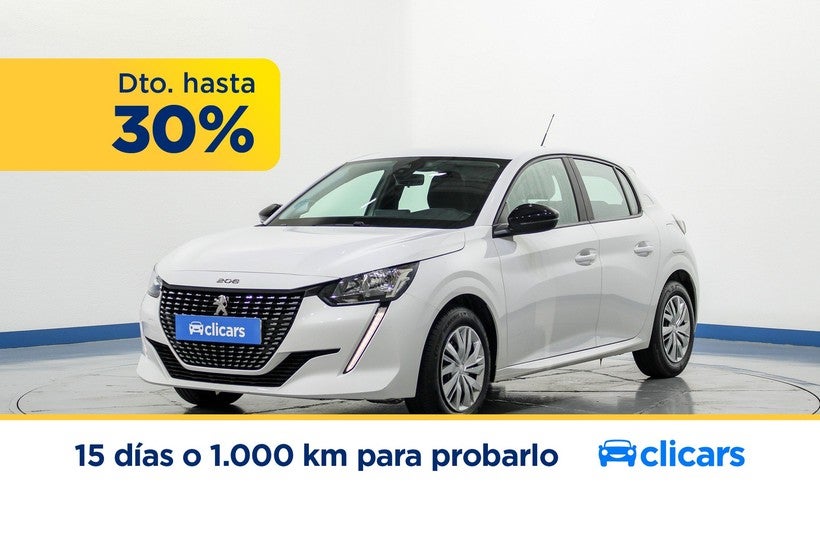 Dto. hasta
30%
208
clicars
15 días o 1.000 km para probarlo
clicars